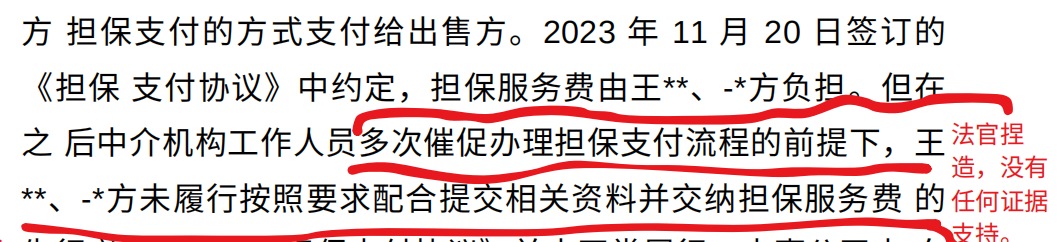 方 担保支付的方式支付给出售方。2023 年 11 月 20 日签订的
《担保 支付协议》中约定，担保服务费由王**、-*方负担。但在
之 后中介机构工作人员多次催促办理担保支付流程的前提下，王
**、-*方未履行按照要求配合提交相关资料并交纳担保服务费 的
法官捏
造，没有
任何证据
支持。